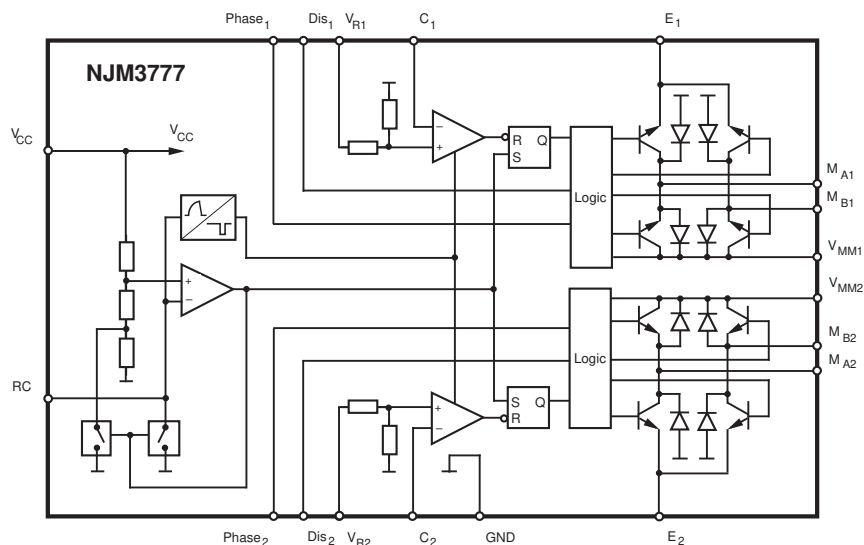 Phase1 Dis1 VR1 C1 E1
NJM3777
VCC VCC
+ −
− +
R Q
S
Logic
MA1
MB1
VMM1
VMM2
MB2
MA2
+
−
RC
Logic
S Q
R
+
−
Phase2 Dis2 VR2 C2 GND E2